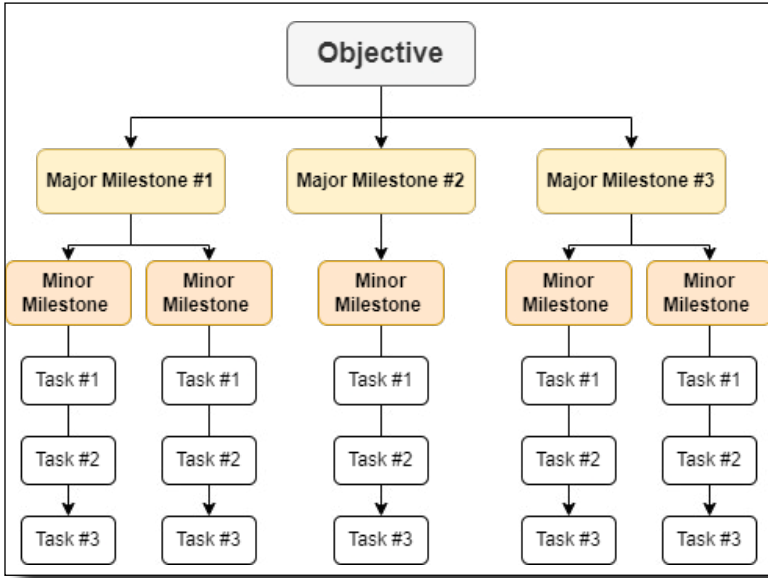 Objective
Major Milestone #1
Major Milestone #2
Major Milestone #3
Minor
Milestone
Minor
Milestone
Minor
Milestone
Minor
Milestone
Minor
Milestone
Task #1
Task #1
Task #1
Task #1
Task #1
Task #2
Task #2
Task #2
Task #2
Task #2
Task #3
Task #3
Task #3
Task #3
Task #3